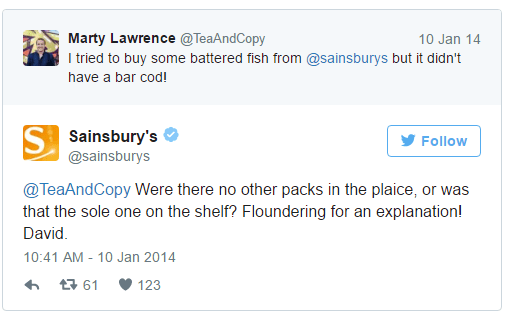 Marty Lawrence @TeaAndCopy 10 Jan 14
I tried to buy some battered fish from @sainsburys but it didn't
have a bar cod!
S
Sainsbury's
@sainsburys
Follow
@TeaAndCopy Were there no other packs in the plaice, or was
that the sole one on the shelf? Floundering for an explanation!
David.
10:41 AM - 10 Jan 2014
61 123